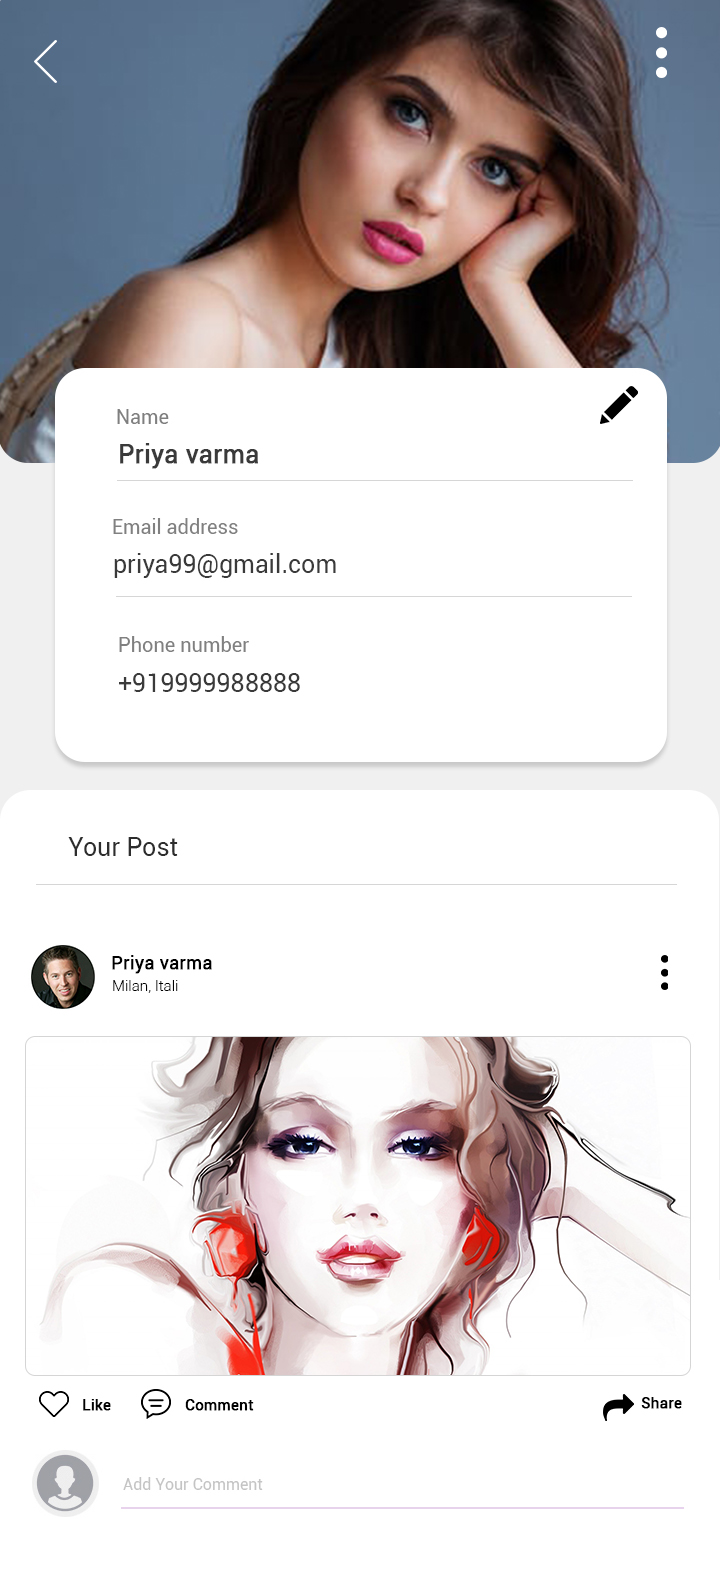 Name
Priya varma
Email address
priya99@gmail.com
Phone number
+919999988888
Your Post
Priya varma
Milan, Itali
Like
Comment
Share
Add Your Comment